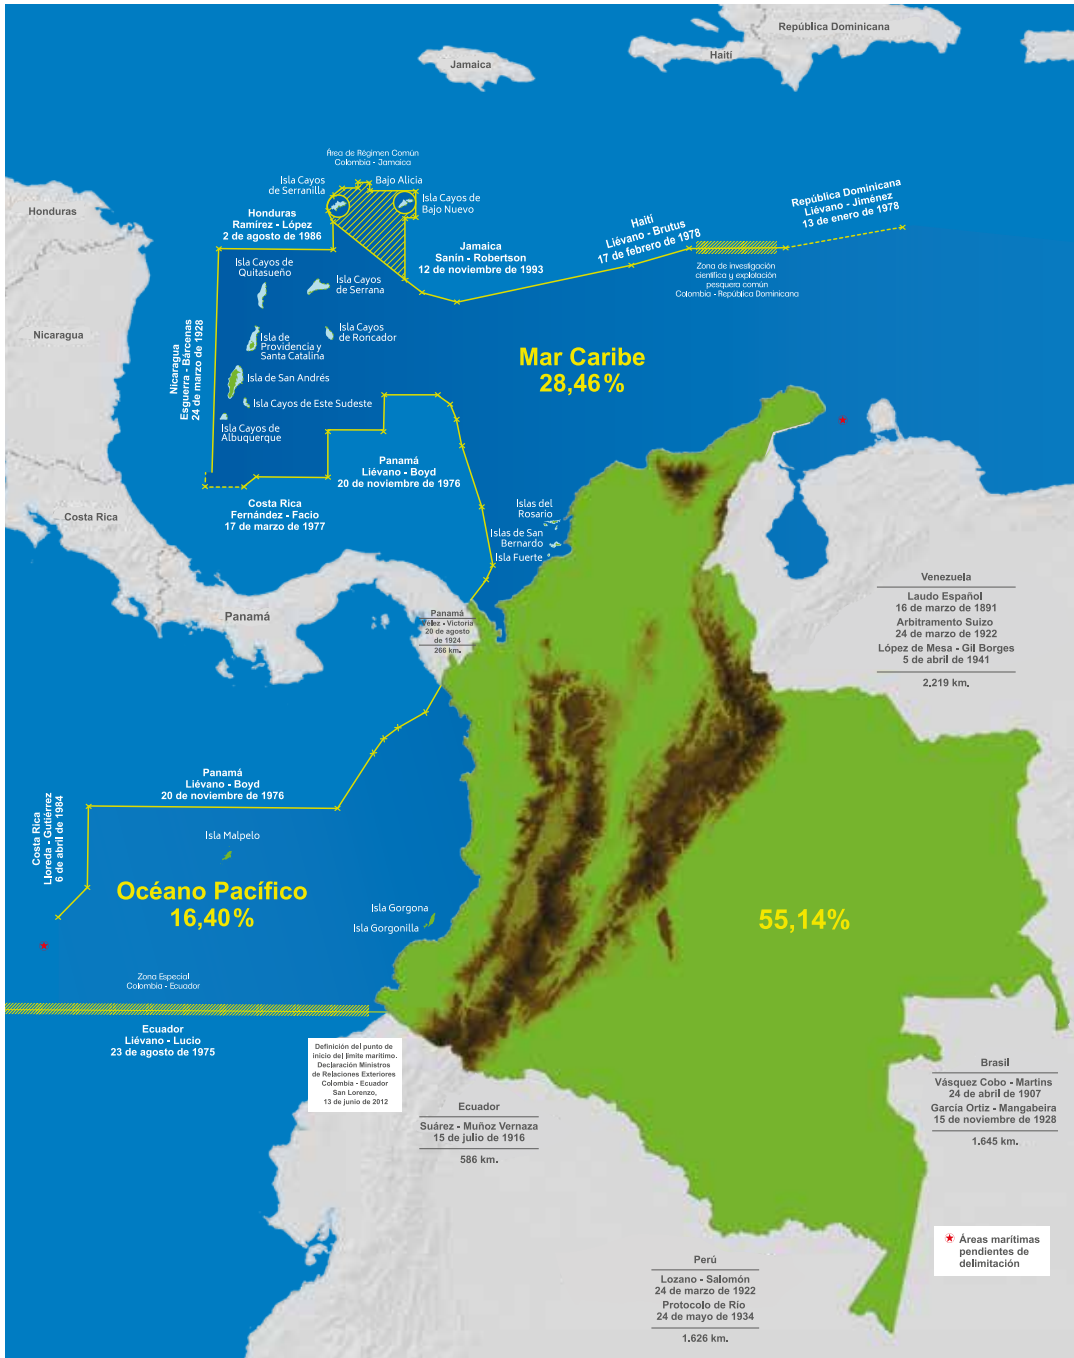 República Dominicana
Haití
Jamaica
Área de Régimen Común
Colombia - Jamaica
Isla Cayos
de Serranilla
Bajo Alicia
Isla Cayos de
Bajo Nuevo
Honduras
Honduras
Ramírez - López
2 de agosto de 1986
Jamaica
Sanín - Robertson
12 de noviembre de 1993
Haití
Liévano - Brutus
17 de febrero de 1978
República Dominicana
Liévano - Jiménez
13 de enero de 1978
Zona de investigación
científica y explotación
pesquera común
Colombia - República Dominicana
Isla Cayos de
Quitasueño
Isla Cayos
de Serrana
Isla Cayos
de Roncador
Isla de
Providencia y
Santa Catalina
Isla de San Andrés
Isla Cayos de Este Sudeste
Isla Cayos de
Albuquerque
Nicaragua
Nicaragua
Esguerra - Bárcenas
24 de marzo de 1928
Mar Caribe
28,46%
Panamá
Liévano - Boyd
20 de noviembre de 1976
Costa Rica
Fernández - Facio
17 de marzo de 1977
Costa Rica
Islas del
Rosario
Islas de San
Bernardo
Isla Fuerte
Panamá
Panamá
Vélez - Victoria
20 de agosto
de 1924
266 km.
Venezuela
Laudo Español
16 de marzo de 1891
Arbitramento Suizo
24 de marzo de 1922
López de Mesa - Gil Borges
5 de abril de 1941
2.219 km.
Panamá
Liévano - Boyd
20 de noviembre de 1976
Costa Rica
Lloreda - Gutiérrez
6 de abril de 1984
Isla Malpelo
Océano Pacífico
16,40%
Isla Gorgona
Isla Gorgonilla
55,14%
Zona Especial
Colombia - Ecuador
Ecuador
Liévano - Lucio
23 de agosto de 1975
Definición del punto de
inicio del límite marítimo.
Declaración Ministros
de Relaciones Exteriores
Colombia - Ecuador
San Lorenzo,
13 de junio de 2012
Ecuador
Suárez - Muñoz Vernaza
15 de julio de 1916
586 km.
Brasil
Vásquez Cobo - Martins
24 de abril de 1907
García Ortiz - Mangabeira
15 de noviembre de 1928
1.645 km.
Perú
Lozano - Salomón
24 de marzo de 1922
Protocolo de Río
24 de mayo de 1934
1.626 km.
Áreas marítimas
pendientes de
delimitación